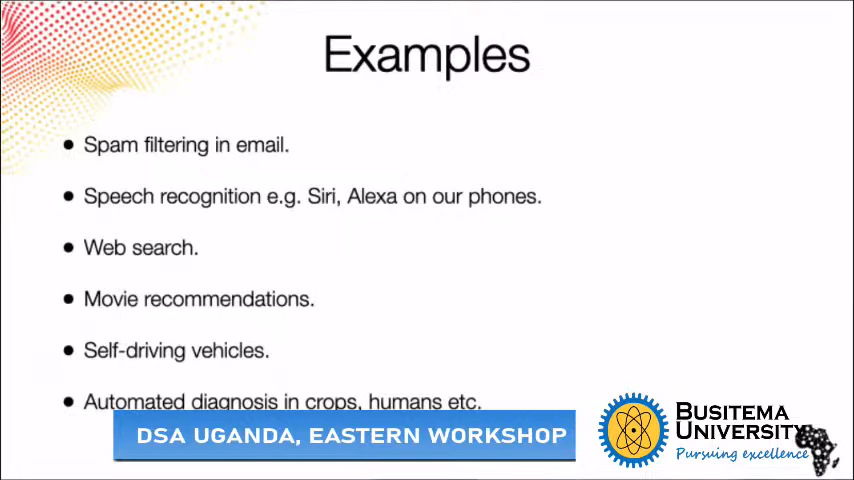 Examples
• Spam filtering in email.
• Speech recognition e.g. Siri, Alexa on our phones.
• Web search.
• Movie recommendations.
• Self-driving vehicles.
• Automated diagnosis in crops, humans etc.
DSA UGANDA, EASTERN WORKSHOP
BUSITEMA
UNIVERSITY
Pursuing excellence